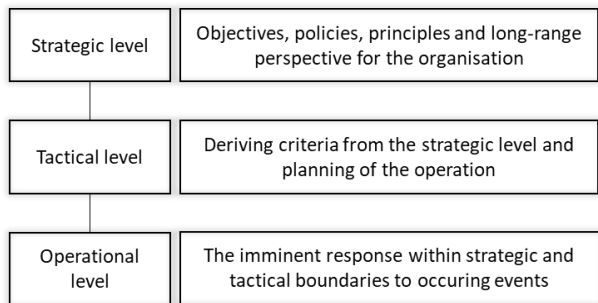 Strategic level
Objectives, policies, principles and long-range
perspective for the organisation
Tactical level
Deriving criteria from the strategic level and
planning of the operation
Operational
level
The imminent response within strategic and
tactical boundaries to occuring events